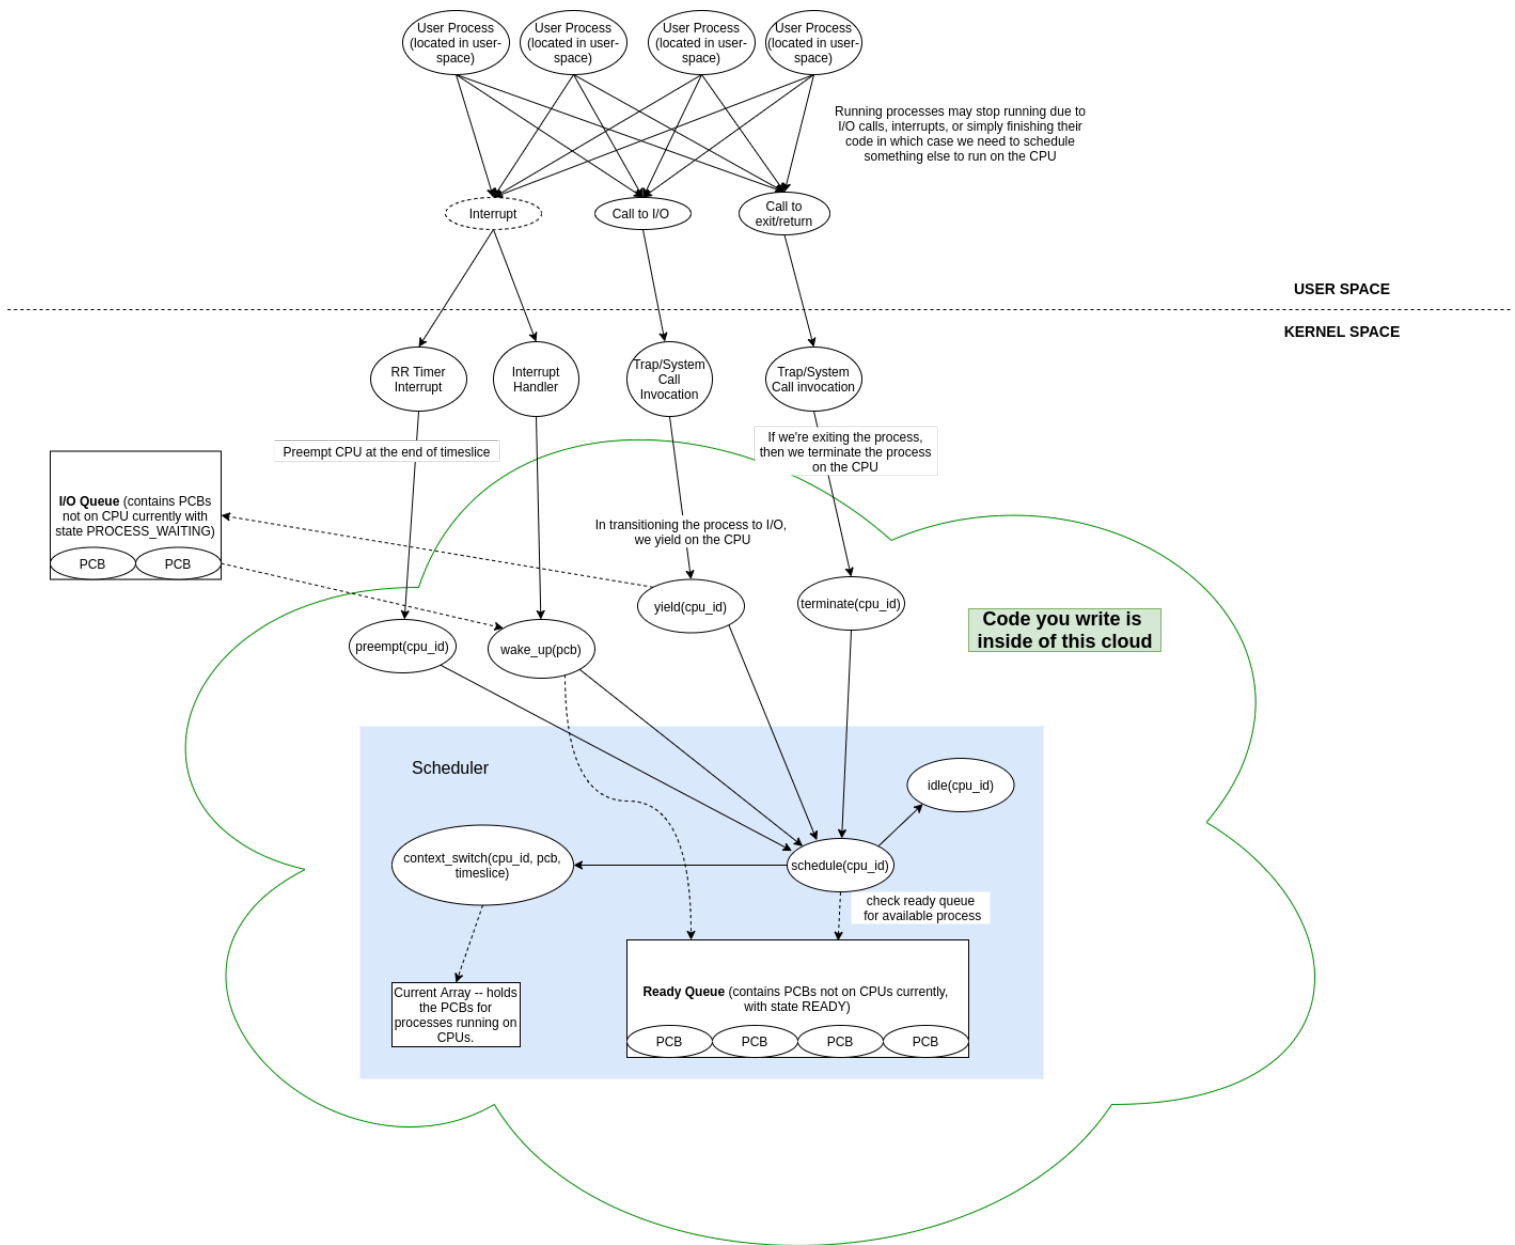 User Process
(located in user-
space)
User Process
(located in user-
space)
User Process
(located in user-
space)
User Process
(located in user-
space)
Running processes may stop running due to
I/O calls, interrupts, or simply finishing their
code in which case we need to schedule
something else to run on the CPU
Interrupt
Call to I/O
Call to
exit/return
USER SPACE
KERNEL SPACE
RR Timer
Interrupt
Interrupt
Handler
Trap/System
Call
Invocation
Trap/System
Call invocation
Preempt CPU at the end of timeslice
If we're exiting the process,
then we terminate the process
on the CPU
I/O Queue (contains PCBs
not on CPU currently with
state PROCESS_WAITING)
PCB
PCB
In transitioning the process to I/O,
we yield on the CPU
yield(cpu_id)
terminate(cpu_id)
Code you write is
inside of this cloud
preempt(cpu_id)
wake_up(pcb)
Scheduler
idle(cpu_id)
context_switch(cpu_id, pcb,
timeslice)
schedule(cpu_id)
check ready queue
for available process
Current Array -- holds
the PCBs for
processes running on
CPUs.
Ready Queue (contains PCBs not on CPUs currently,
with state READY)
PCB
PCB
PCB
PCB